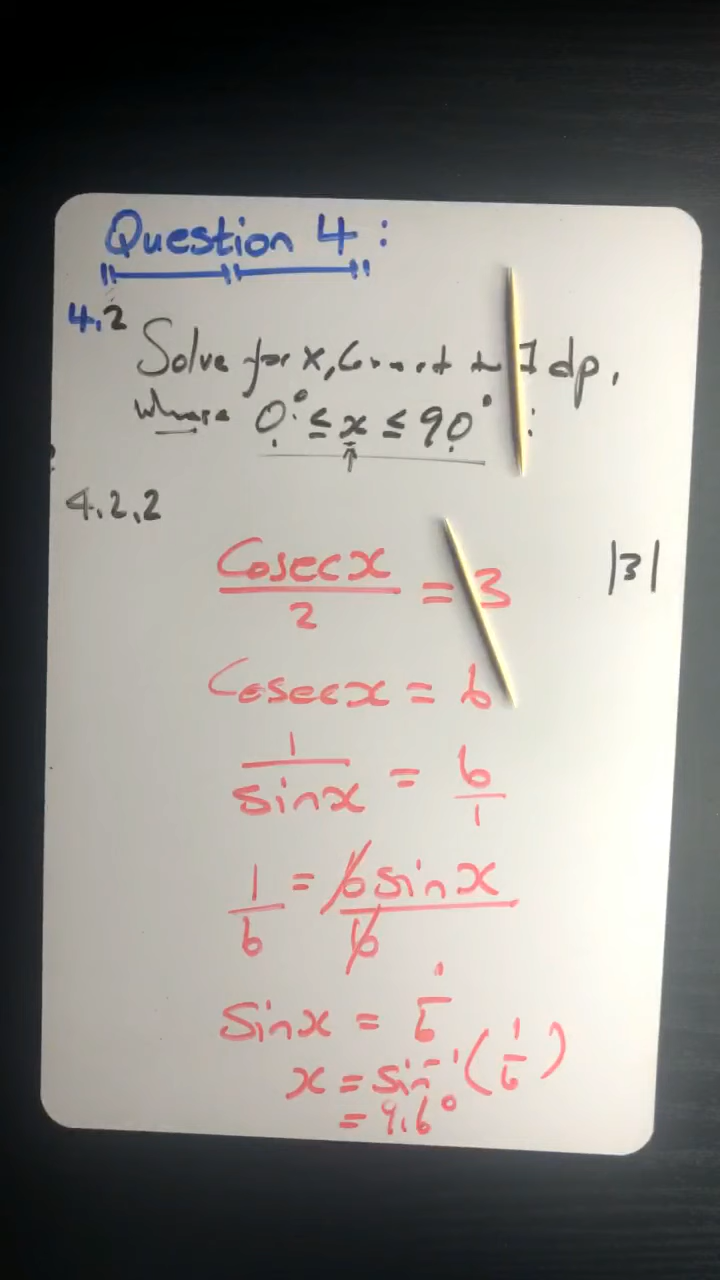 Question 4:
4.2 Solve for x, Correct to 1 dp,
where 0° ≤ x ≤ 90°:
4.2.2
Cosec x / 2 = 3 |3|
Cosec x = 6
1 / sin x = 6 / 1
1 / 6 = 6 sin x / 6
sin x = 1 / 6
x = sin⁻¹ (1 / 6)
= 9.6°